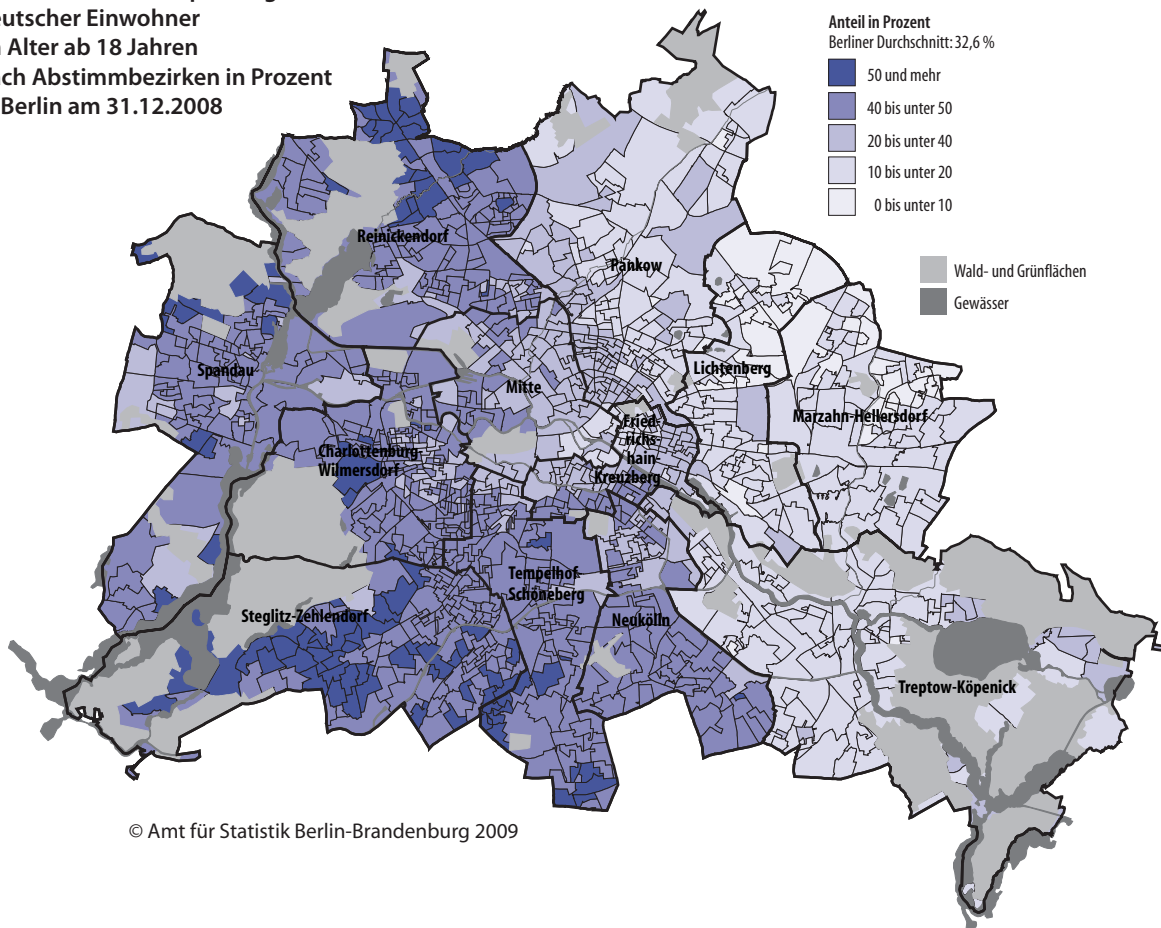 eutscher Einwohner
Alter ab 18 Jahren
ch Abstimmbezirken in Prozent
Berlin am 31.12.2008
Anteil in Prozent
Berliner Durchschnitt: 32,6 %
50 und mehr
40 bis unter 50
20 bis unter 40
10 bis unter 20
0 bis unter 10
Wald- und Grünflächen
Gewässer
Reinickendorf
Pankow
Spandau
Mitte
Lichtenberg
Marzahn-Hellersdorf
Fried-
richs-
hain-
Kreuzberg
Charlottenburg-
Wilmersdorf
Tempelhof-
Schöneberg
Steglitz-Zehlendorf
Neukölln
Treptow-Köpenick
© Amt für Statistik Berlin-Brandenburg 2009